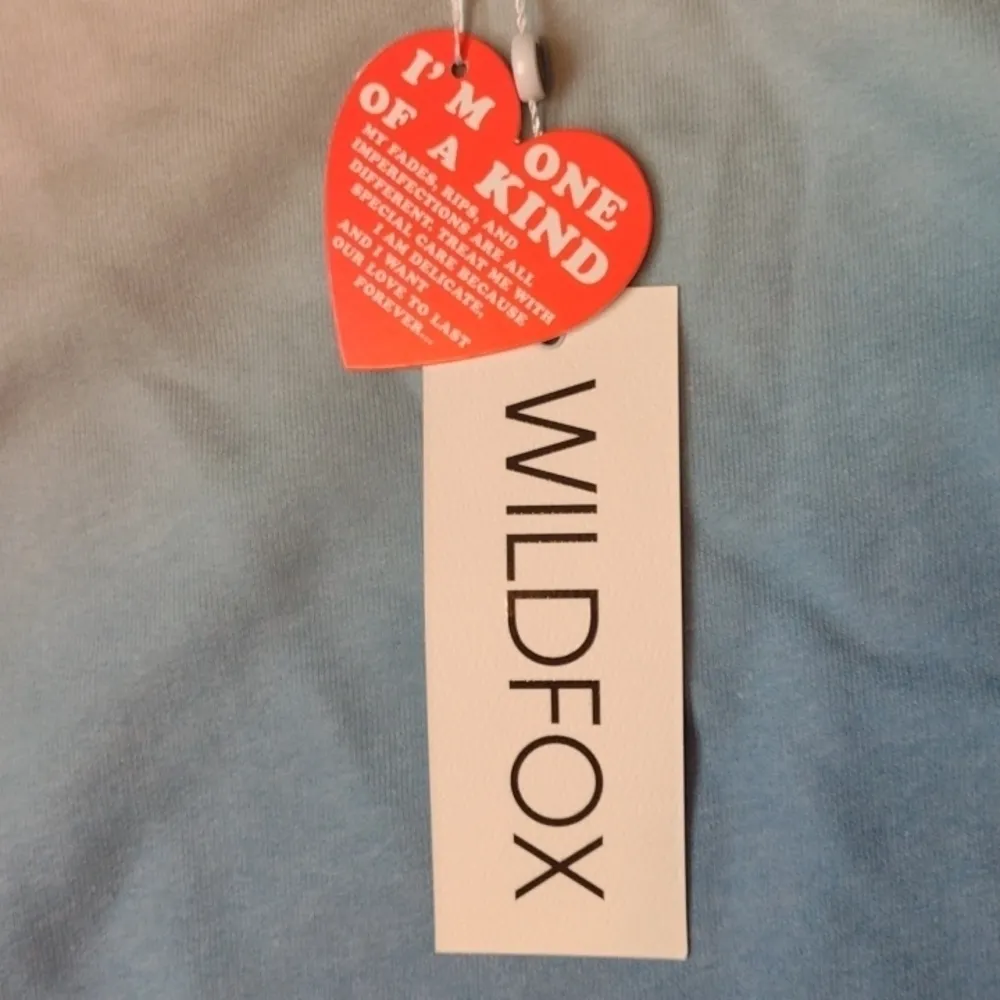 I'M ONE
OF A KIND
MY FADES, RIPS, AND
IMPERFECTIONS ARE ALL
DIFFERENT. TREAT ME WITH
SPECIAL CARE BECAUSE
I AM DELICATE,
AND I WANT
OUR LOVE TO LAST
FOREVER...
WILDFOX